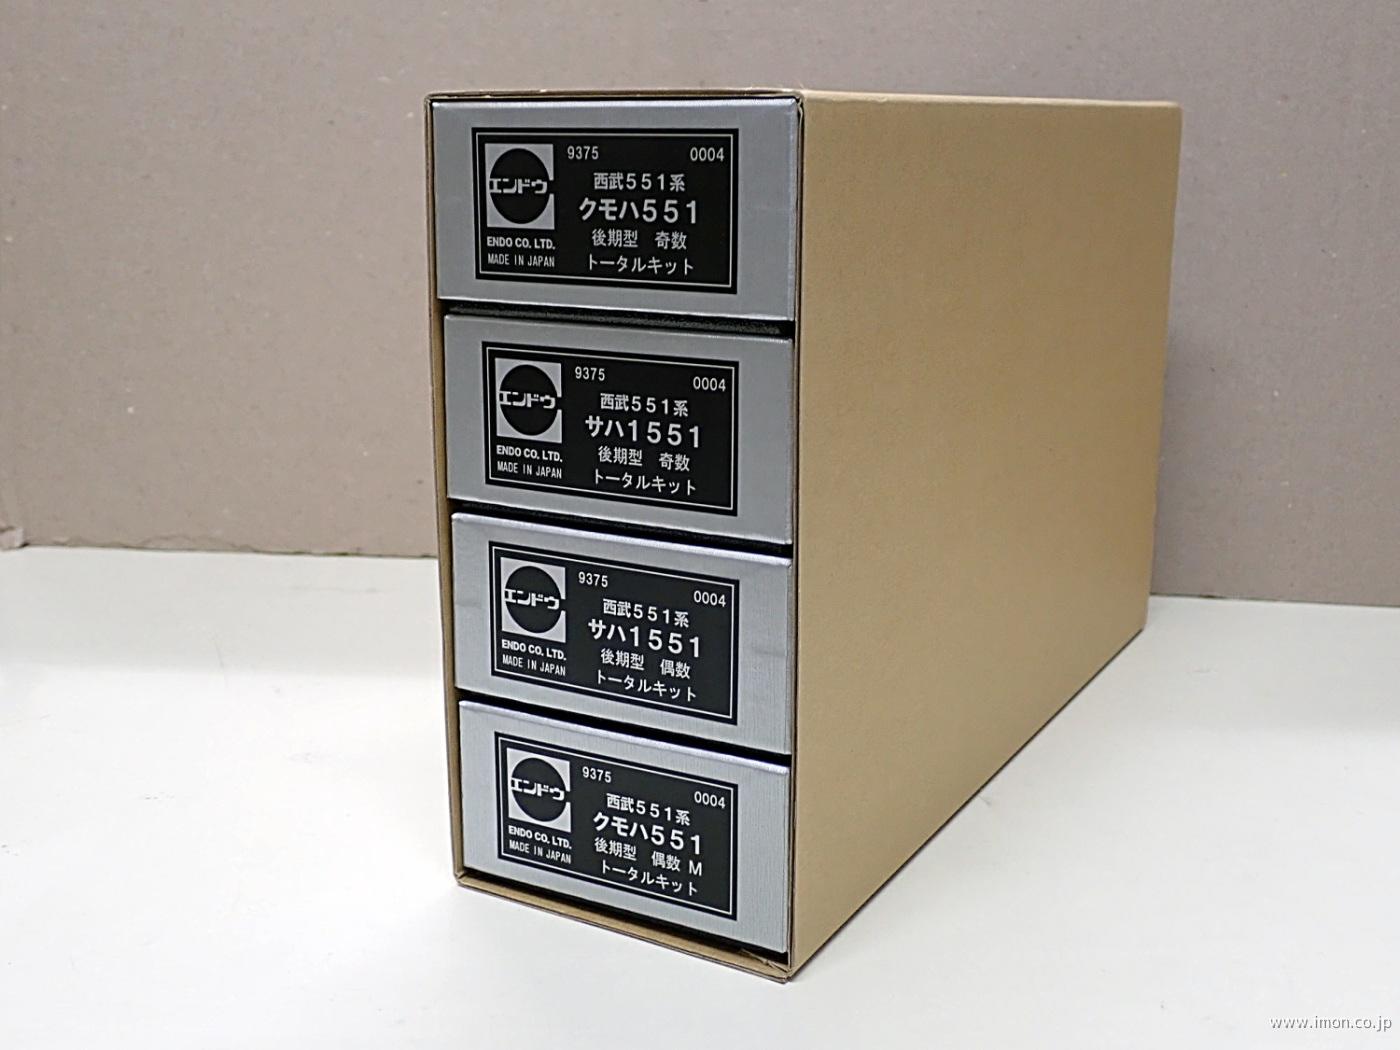 9375 0004
エンドウ
西武551系
クモハ551
後期型 奇数
ENDO CO. LTD.
MADE IN JAPAN
トータルキット
9375 0004
エンドウ
西武551系
サハ1551
後期型 奇数
ENDO CO. LTD.
MADE IN JAPAN
トータルキット
9375 0004
エンドウ
西武551系
サハ1551
後期型 偶数
ENDO CO. LTD.
MADE IN JAPAN
トータルキット
9375 0004
エンドウ
西武551系
クモハ551
後期型 偶数 M
ENDO CO. LTD.
MADE IN JAPAN
トータルキット
www.imon.co.jp